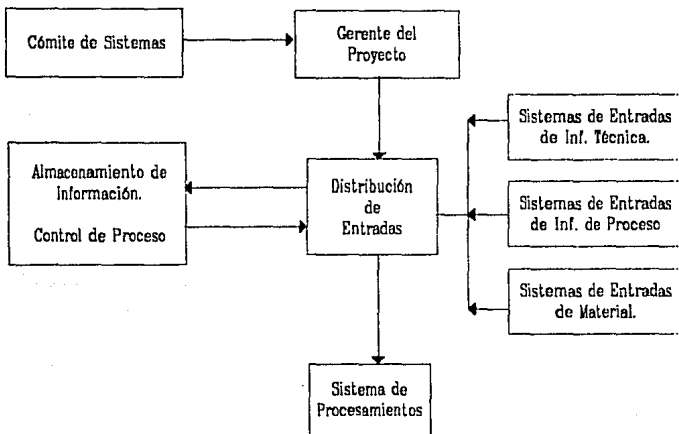 Cómite de Sistemas
Gerente del
Proyecto
Sistemas de Entradas
de Inf. Técnica.
Almacenamiento de
Información.
Control de Proceso
Distribución
de
Entradas
Sistemas de Entradas
de Inf. de Proceso
Sistemas de Entradas
de Material.
Sistema de
Procesamientos